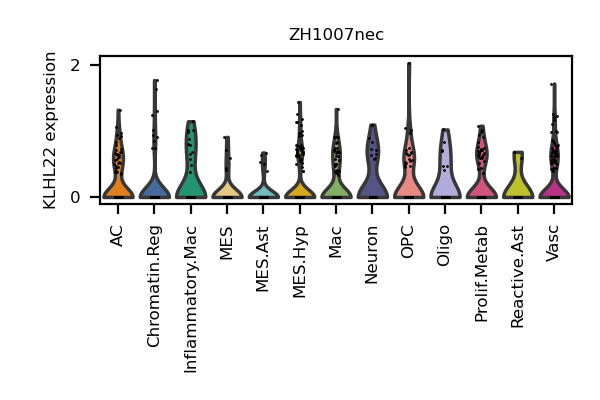 ZH1007nec
KLHL22 expression
2
0
AC
Chromatin.Reg
Inflammatory.Mac
MES
MES.Ast
MES.Hyp
Mac
Neuron
OPC
Oligo
Prolif.Metab
Reactive.Ast
Vasc